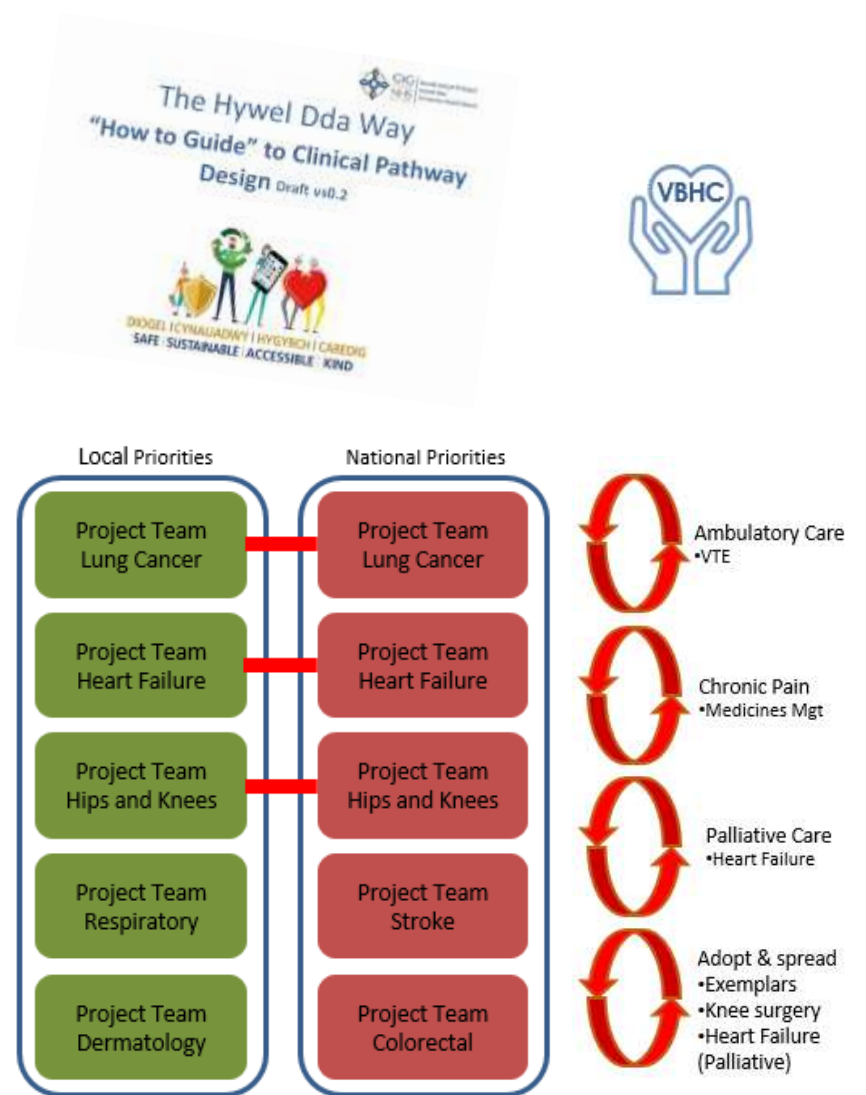 GIG
NHS
The Hywel Dda Way
“How to Guide” to Clinical Pathway
Design Draft vs0.2
DIOGEL | CYNALIADWY | HYGYRCH | CAREDIG
SAFE | SUSTAINABLE | ACCESSIBLE | KIND
VBHC
Local Priorities
Project Team
Lung Cancer
Project Team
Heart Failure
Project Team
Hips and Knees
Project Team
Respiratory
Project Team
Dermatology
National Priorities
Project Team
Lung Cancer
Project Team
Heart Failure
Project Team
Hips and Knees
Project Team
Stroke
Project Team
Colorectal
Ambulatory Care
•VTE
Chronic Pain
•Medicines Mgt
Palliative Care
•Heart Failure
Adopt & spread
•Exemplars
•Knee surgery
•Heart Failure
(Palliative)